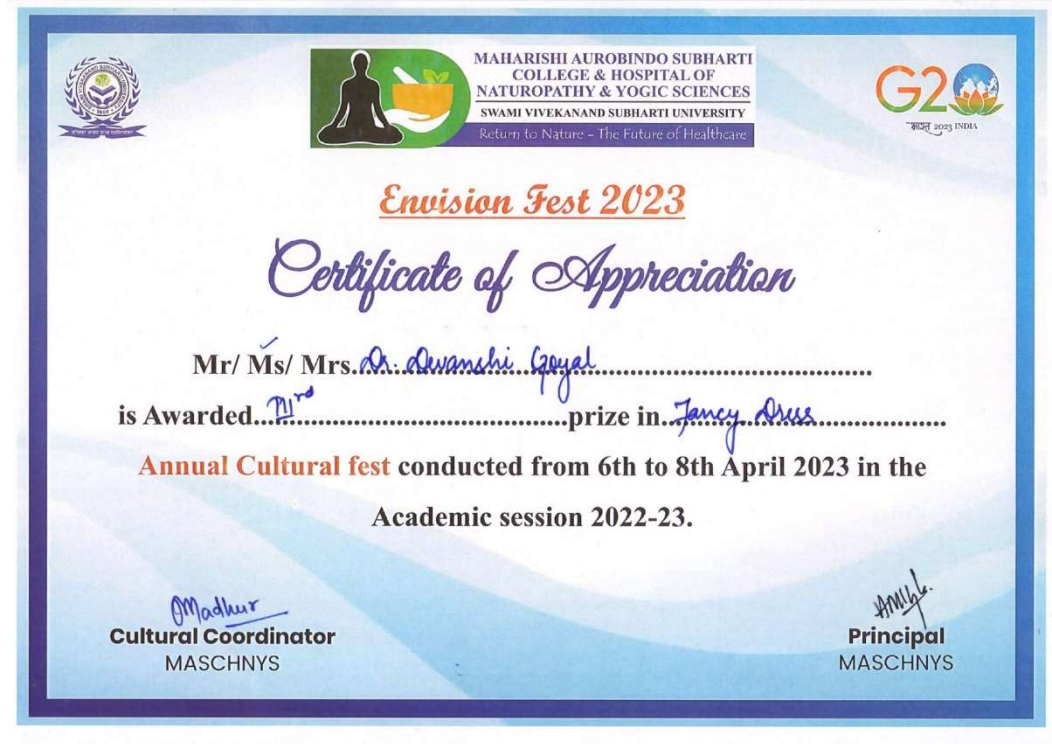 MAHARISHI AUROBINDO SUBHARTI
COLLEGE & HOSPITAL OF
NATUROPATHY & YOGIC SCIENCES
SWAMI VIVEKANAND SUBHARTI UNIVERSITY
Return to Nature - The Future of Healthcare
G20
भारत 2023 INDIA
Envision Fest 2023
Certificate of Appreciation
Mr/ Ms/ Mrs. Dr. Devanshi Goyal
is Awarded III rd prize in Fancy Dress
Annual Cultural fest conducted from 6th to 8th April 2023 in the
Academic session 2022-23.
Madhur
Cultural Coordinator
MASCHNYS
Principal
MASCHNYS